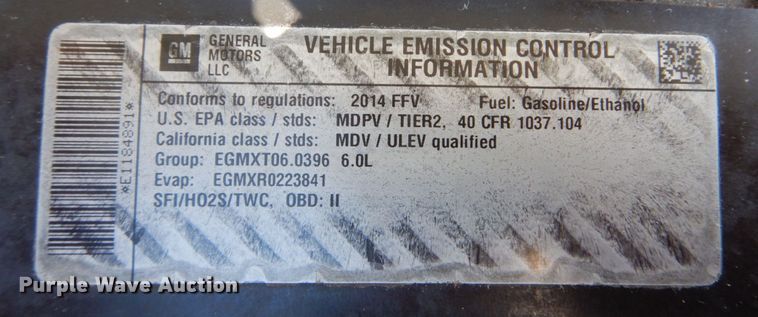 GM
GENERAL
MOTORS
LLC
VEHICLE EMISSION CONTROL
INFORMATION
Conforms to regulations: 2014 FFV Fuel: Gasoline/Ethanol
U.S. EPA class / stds: MDPV / TIER2, 40 CFR 1037.104
California class / stds: MDV / ULEV qualified
Group: EGMXT06.0396 6.0L
Evap: EGMXR0223841
SFI/HO2S/TWC, OBD: II
*E1184891*
Purple Wave Auction